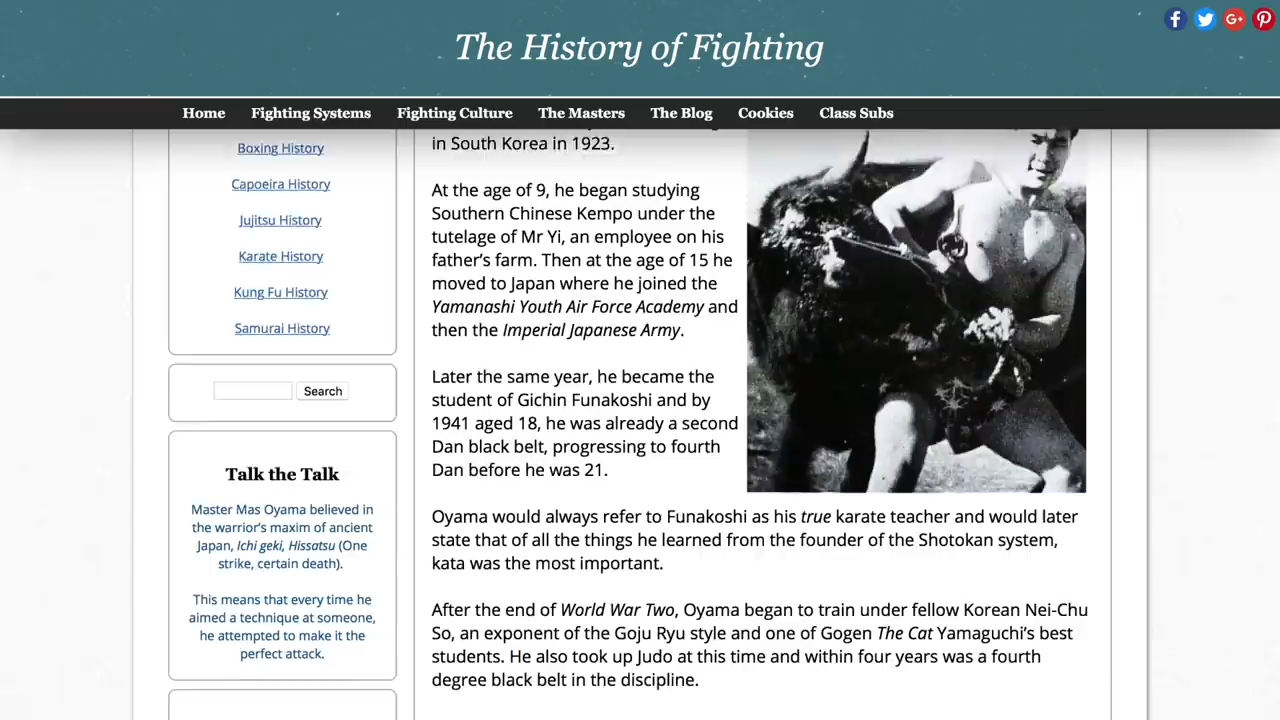 The History of Fighting
Home Fighting Systems Fighting Culture The Masters The Blog Cookies Class Subs
Boxing History
Capoeira History
Jujitsu History
Karate History
Kung Fu History
Samurai History
Search
Talk the Talk
Master Mas Oyama believed in
the warrior's maxim of ancient
Japan, Ichi geki, Hissatsu (One
strike, certain death).
This means that every time he
aimed a technique at someone,
he attempted to make it the
perfect attack.
in South Korea in 1923.
At the age of 9, he began studying
Southern Chinese Kempo under the
tutelage of Mr Yi, an employee on his
father's farm. Then at the age of 15 he
moved to Japan where he joined the
Yamanashi Youth Air Force Academy and
then the Imperial Japanese Army.
Later the same year, he became the
student of Gichin Funakoshi and by
1941 aged 18, he was already a second
Dan black belt, progressing to fourth
Dan before he was 21.
Oyama would always refer to Funakoshi as his true karate teacher and would later
state that of all the things he learned from the founder of the Shotokan system,
kata was the most important.
After the end of World War Two, Oyama began to train under fellow Korean Nei-Chu
So, an exponent of the Goju Ryu style and one of Gogen The Cat Yamaguchi's best
students. He also took up Judo at this time and within four years was a fourth
degree black belt in the discipline.